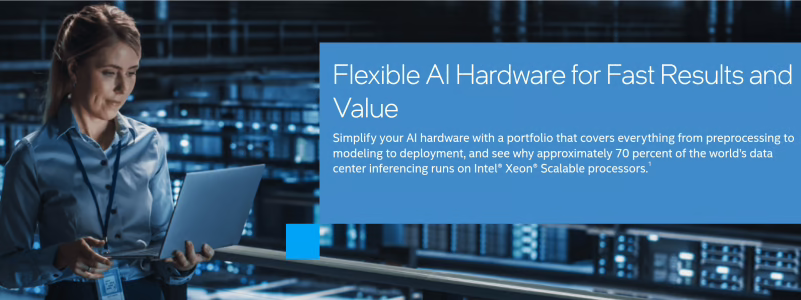 Flexible AI Hardware for Fast Results and
Value
Simplify your AI hardware with a portfolio that covers everything from preprocessing to
modeling to deployment, and see why approximately 70 percent of the world's data
center inferencing runs on Intel® Xeon® Scalable processors.¹